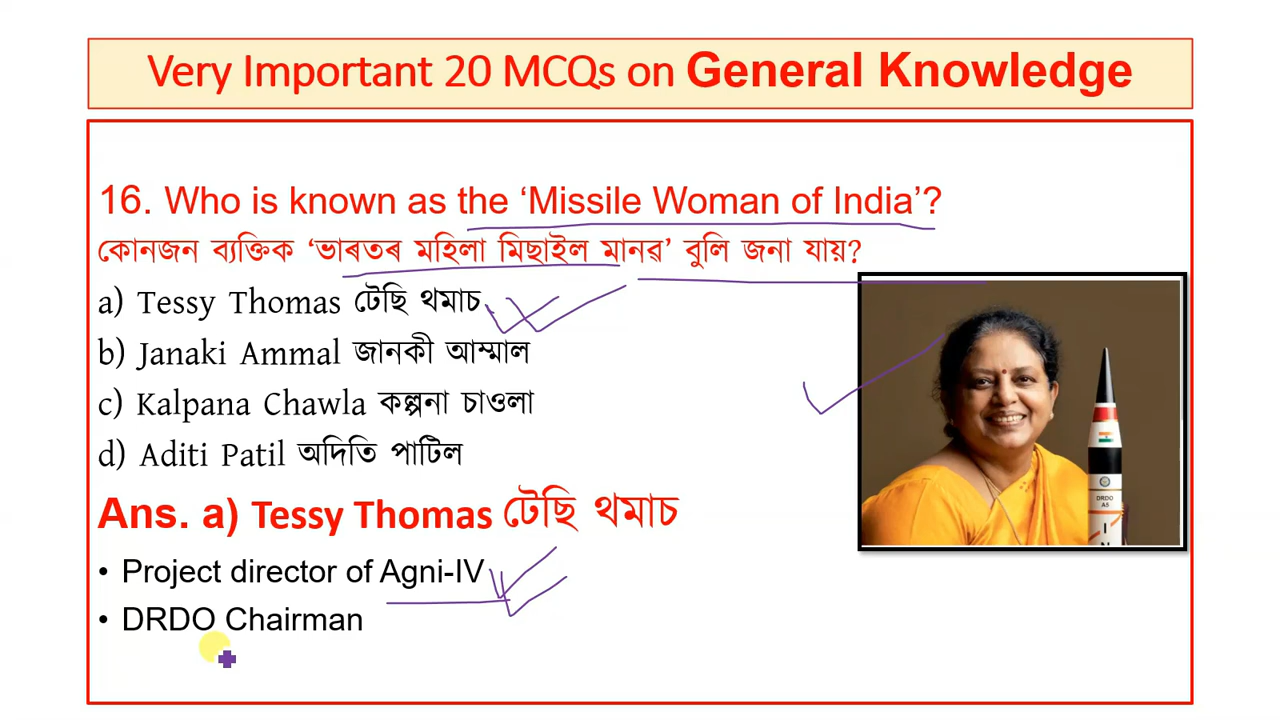 Very Important 20 MCQs on General Knowledge
16. Who is known as the ‘Missile Woman of India’?
কোনজন ব্যক্তিক ‘ভাৰতৰ মহিলা মিছাইল মানৱ’ বুলি জনা যায়?
a) Tessy Thomas টেছি থমাচ
b) Janaki Ammal জানকী আম্মাল
c) Kalpana Chawla কল্পনা চাওলা
d) Aditi Patil অদিতি পাটিল
Ans. a) Tessy Thomas টেছি থমাচ
• Project director of Agni-IV
• DRDO Chairman
DRDO
A5